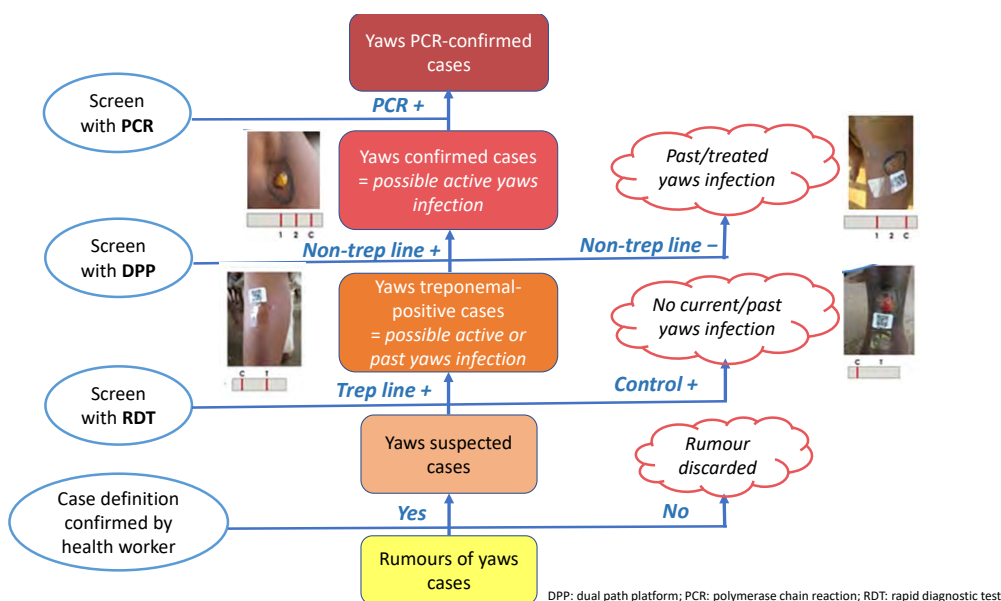 Yaws PCR-confirmed
cases
Screen
with PCR
PCR +
Yaws confirmed cases
= possible active yaws
infection
Past/treated
yaws infection
1 2 C
1 2 C
Screen
with DPP
Non-trep line +
Non-trep line –
Yaws treponemal-
positive cases
= possible active or
past yaws infection
No current/past
yaws infection
C T
C T
Screen
with RDT
Trep line +
Control +
Yaws suspected
cases
Rumour
discarded
Case definition
confirmed by
health worker
Yes
No
Rumours of yaws
cases
DPP: dual path platform; PCR: polymerase chain reaction; RDT: rapid diagnostic test